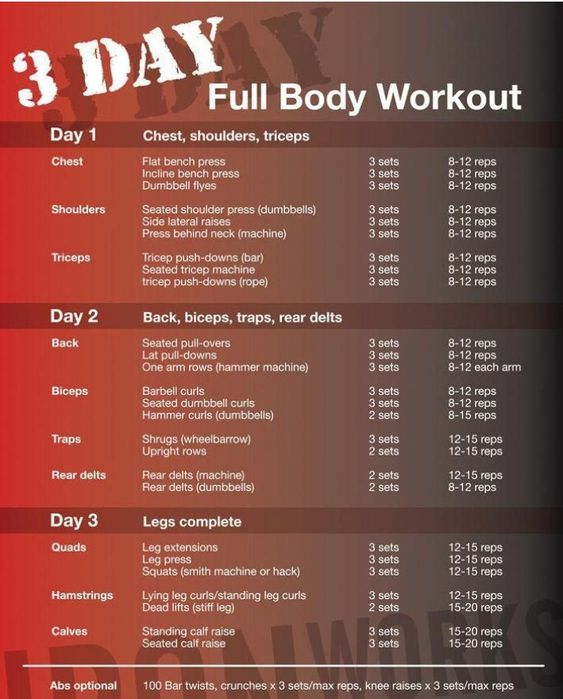 3 DAY
Full Body Workout
Day 1 Chest, shoulders, triceps
Chest Flat bench press 3 sets 8-12 reps
Incline bench press 3 sets 8-12 reps
Dumbbell flyes 3 sets 8-12 reps
Shoulders Seated shoulder press (dumbbells) 3 sets 8-12 reps
Side lateral raises 3 sets 8-12 reps
Press behind neck (machine) 3 sets 8-12 reps
Triceps Tricep push-downs (bar) 3 sets 8-12 reps
Seated tricep machine 3 sets 8-12 reps
tricep push-downs (rope) 3 sets 8-12 reps
Day 2 Back, biceps, traps, rear delts
Back Seated pull-overs 3 sets 8-12 reps
Lat pull-downs 3 sets 8-12 reps
One arm rows (hammer machine) 3 sets 8-12 each arm
Biceps Barbell curls 3 sets 8-12 reps
Seated dumbbell curls 3 sets 8-12 reps
Hammer curls (dumbbells) 2 sets 8-15 reps
Traps Shrugs (wheelbarrow) 3 sets 12-15 reps
Upright rows 2 sets 12-15 reps
Rear delts Rear delts (machine) 2 sets 12-15 reps
Rear delts (dumbbells) 2 sets 8-12 reps
Day 3 Legs complete
Quads Leg extensions 3 sets 12-15 reps
Leg press 3 sets 12-15 reps
Squats (smith machine or hack) 3 sets 12-15 reps
Hamstrings Lying leg curls/standing leg curls 3 sets 12-15 reps
Dead lifts (stiff leg) 2 sets 15-20 reps
Calves Standing calf raise 3 sets 15-20 reps
Seated calf raise 3 sets 15-20 reps
IRONWORKS
Abs optional 100 Bar twists, crunches x 3 sets/max reps, knee raises x 3 sets/max reps